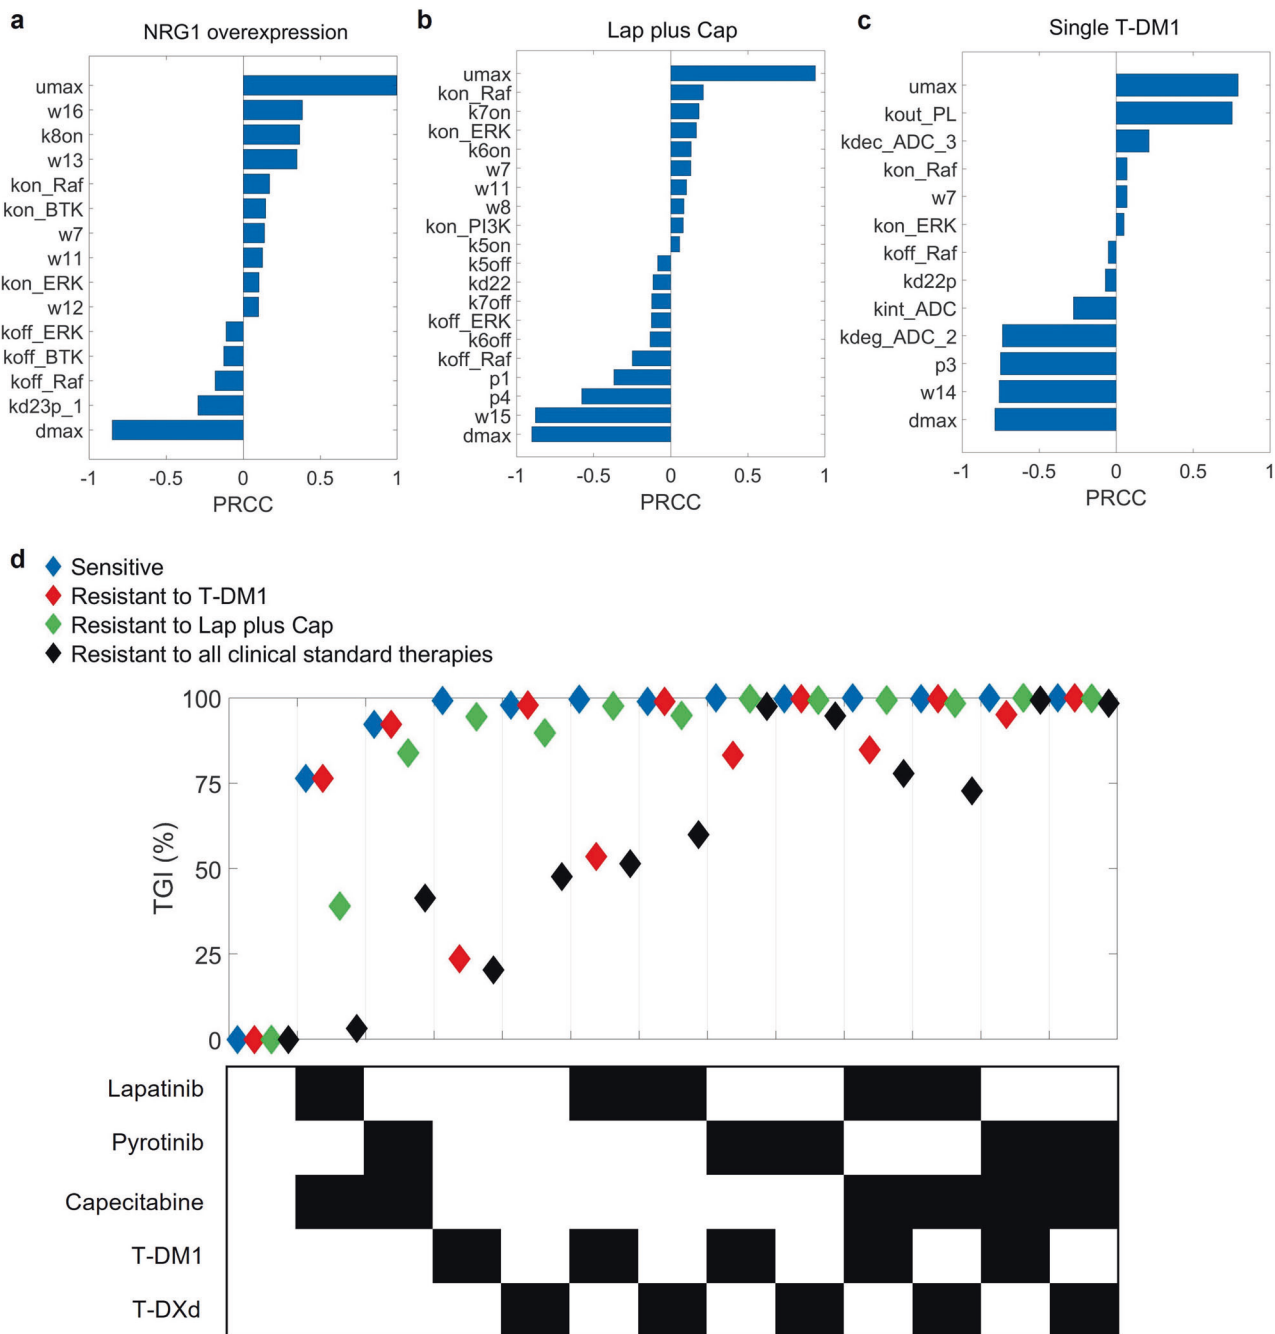 a
NRG1 overexpression
umax
w16
k8on
w13
kon_Raf
kon_BTK
w7
w11
kon_ERK
w12
koff_ERK
koff_BTK
koff_Raf
kd23p_1
dmax
-1 -0.5 0 0.5 1
PRCC
b
Lap plus Cap
umax
kon_Raf
k7on
kon_ERK
k6on
w7
w11
w8
kon_PI3K
k5on
k5off
kd22
k7off
koff_ERK
k6off
koff_Raf
p1
p4
w15
dmax
-1 -0.5 0 0.5 1
PRCC
c
Single T-DM1
umax
kout_PL
kdec_ADC_3
kon_Raf
w7
kon_ERK
koff_Raf
kd22p
kint_ADC
kdeg_ADC_2
p3
w14
dmax
-1 -0.5 0 0.5 1
PRCC
d
Sensitive
Resistant to T-DM1
Resistant to Lap plus Cap
Resistant to all clinical standard therapies
TGI (%)
100
75
50
25
0
Lapatinib
Pyrotinib
Capecitabine
T-DM1
T-DXd